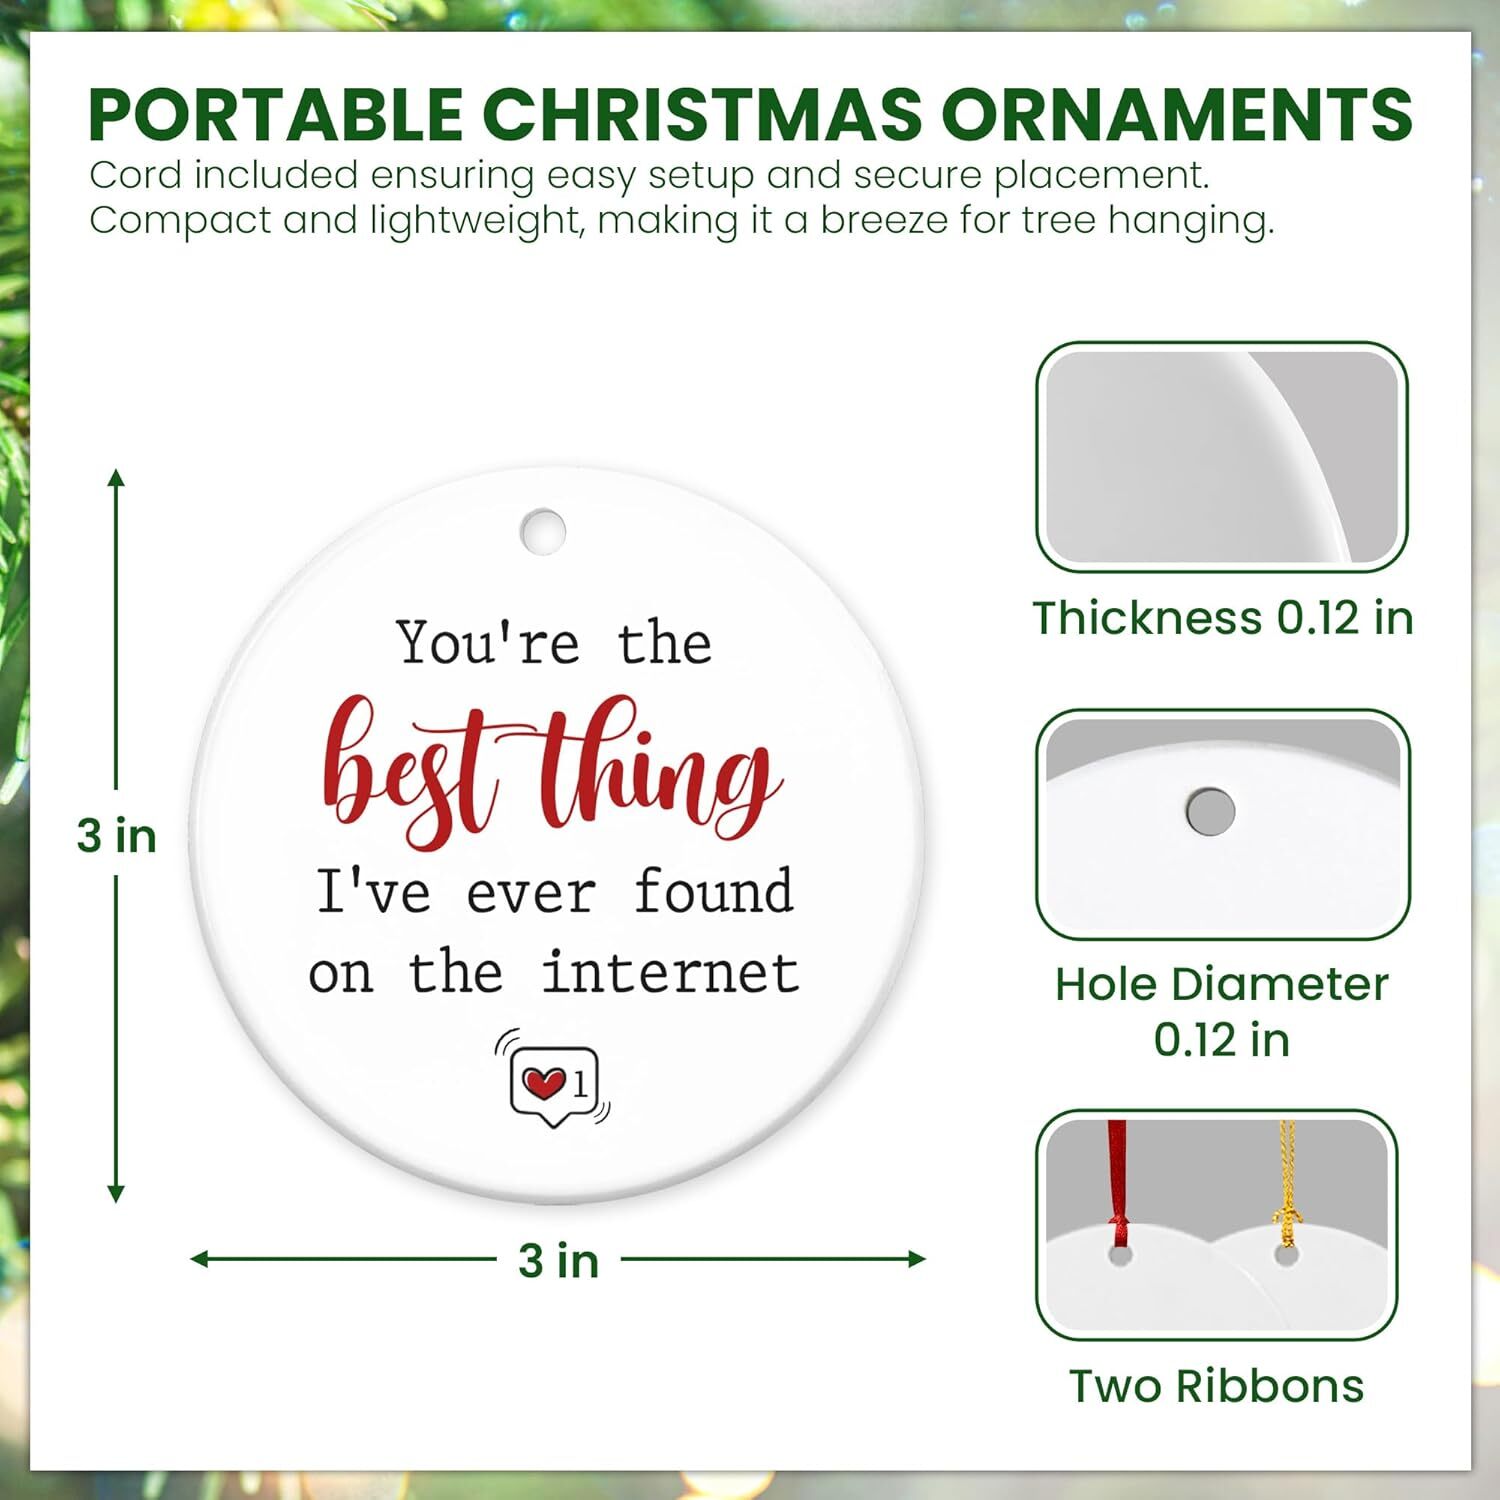 PORTABLE CHRISTMAS ORNAMENTS
Cord included ensuring easy setup and secure placement.
Compact and lightweight, making it a breeze for tree hanging.
3 in
You're the
best thing
I've ever found
on the internet
1
3 in
Thickness 0.12 in
Hole Diameter
0.12 in
Two Ribbons